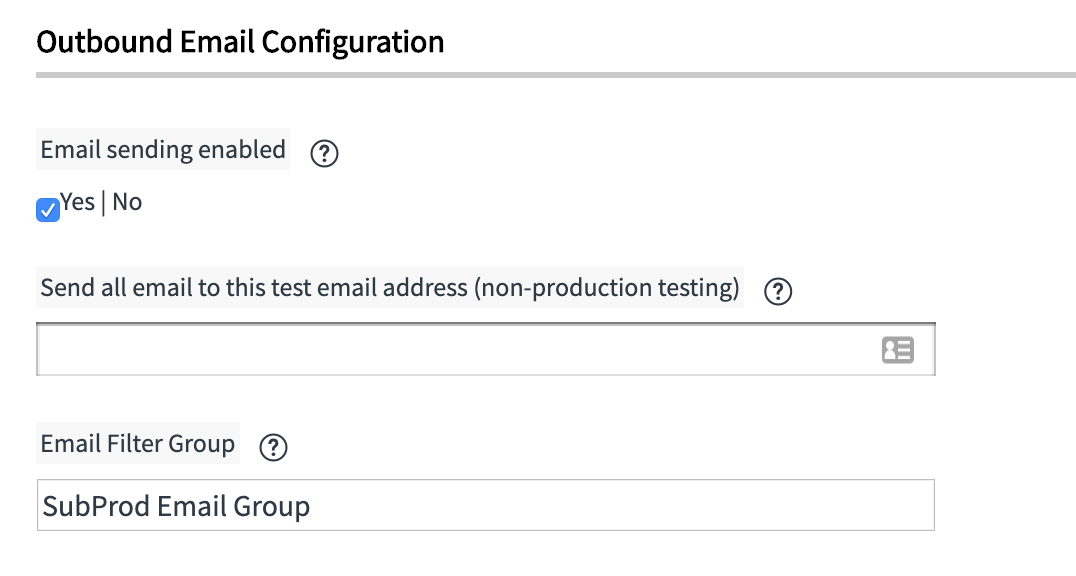 Outbound Email Configuration
Email sending enabled ?
Yes | No
Send all email to this test email address (non-production testing) ?
Email Filter Group ?
SubProd Email Group